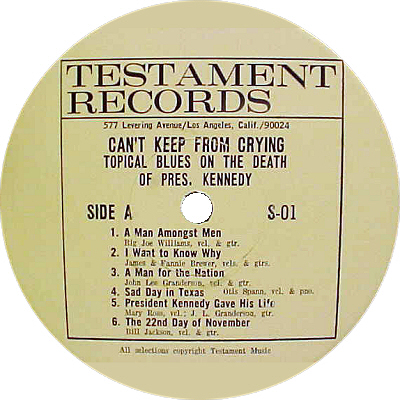 TESTAMENT
RECORDS
577 Levering Avenue/Los Angeles, Calif./90024
CAN'T KEEP FROM CRYING
TOPICAL BLUES ON THE DEATH
OF PRES. KENNEDY
SIDE A S-01
1. A Man Amongst Men
Big Joe Williams, vcl. & gtr.
2. I Want to Know Why
James & Fannie Brewer, vcls. & gtrs.
3. A Man for the Nation
John Lee Granderson, vcl. & gtr.
4. Sad Day in Texas Otis Spann, vcl. & pno.
5. President Kennedy Gave His Life
Mary Ross, vcl.; J. L. Granderson, gtr.
6. The 22nd Day of November
Bill Jackson, vcl. & gtr.
All selections copyright Testament Music